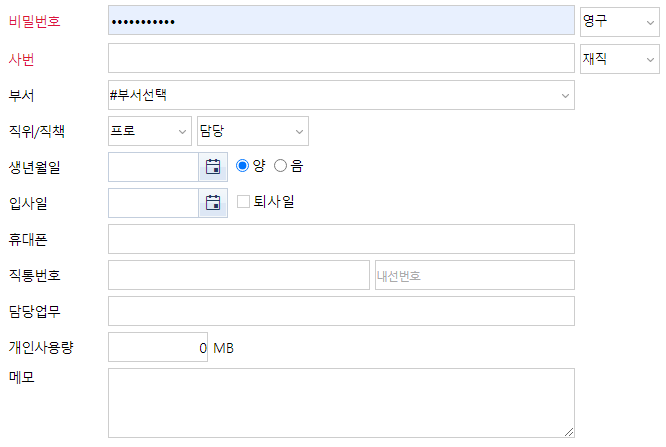 비밀번호 ••••••••••• 영구
사번 재직
부서 #부서선택
직위/직책 프로 담당
생년월일 양 음
입사일 퇴사일
휴대폰
직통번호 내선번호
담당업무
개인사용량 0 MB
메모